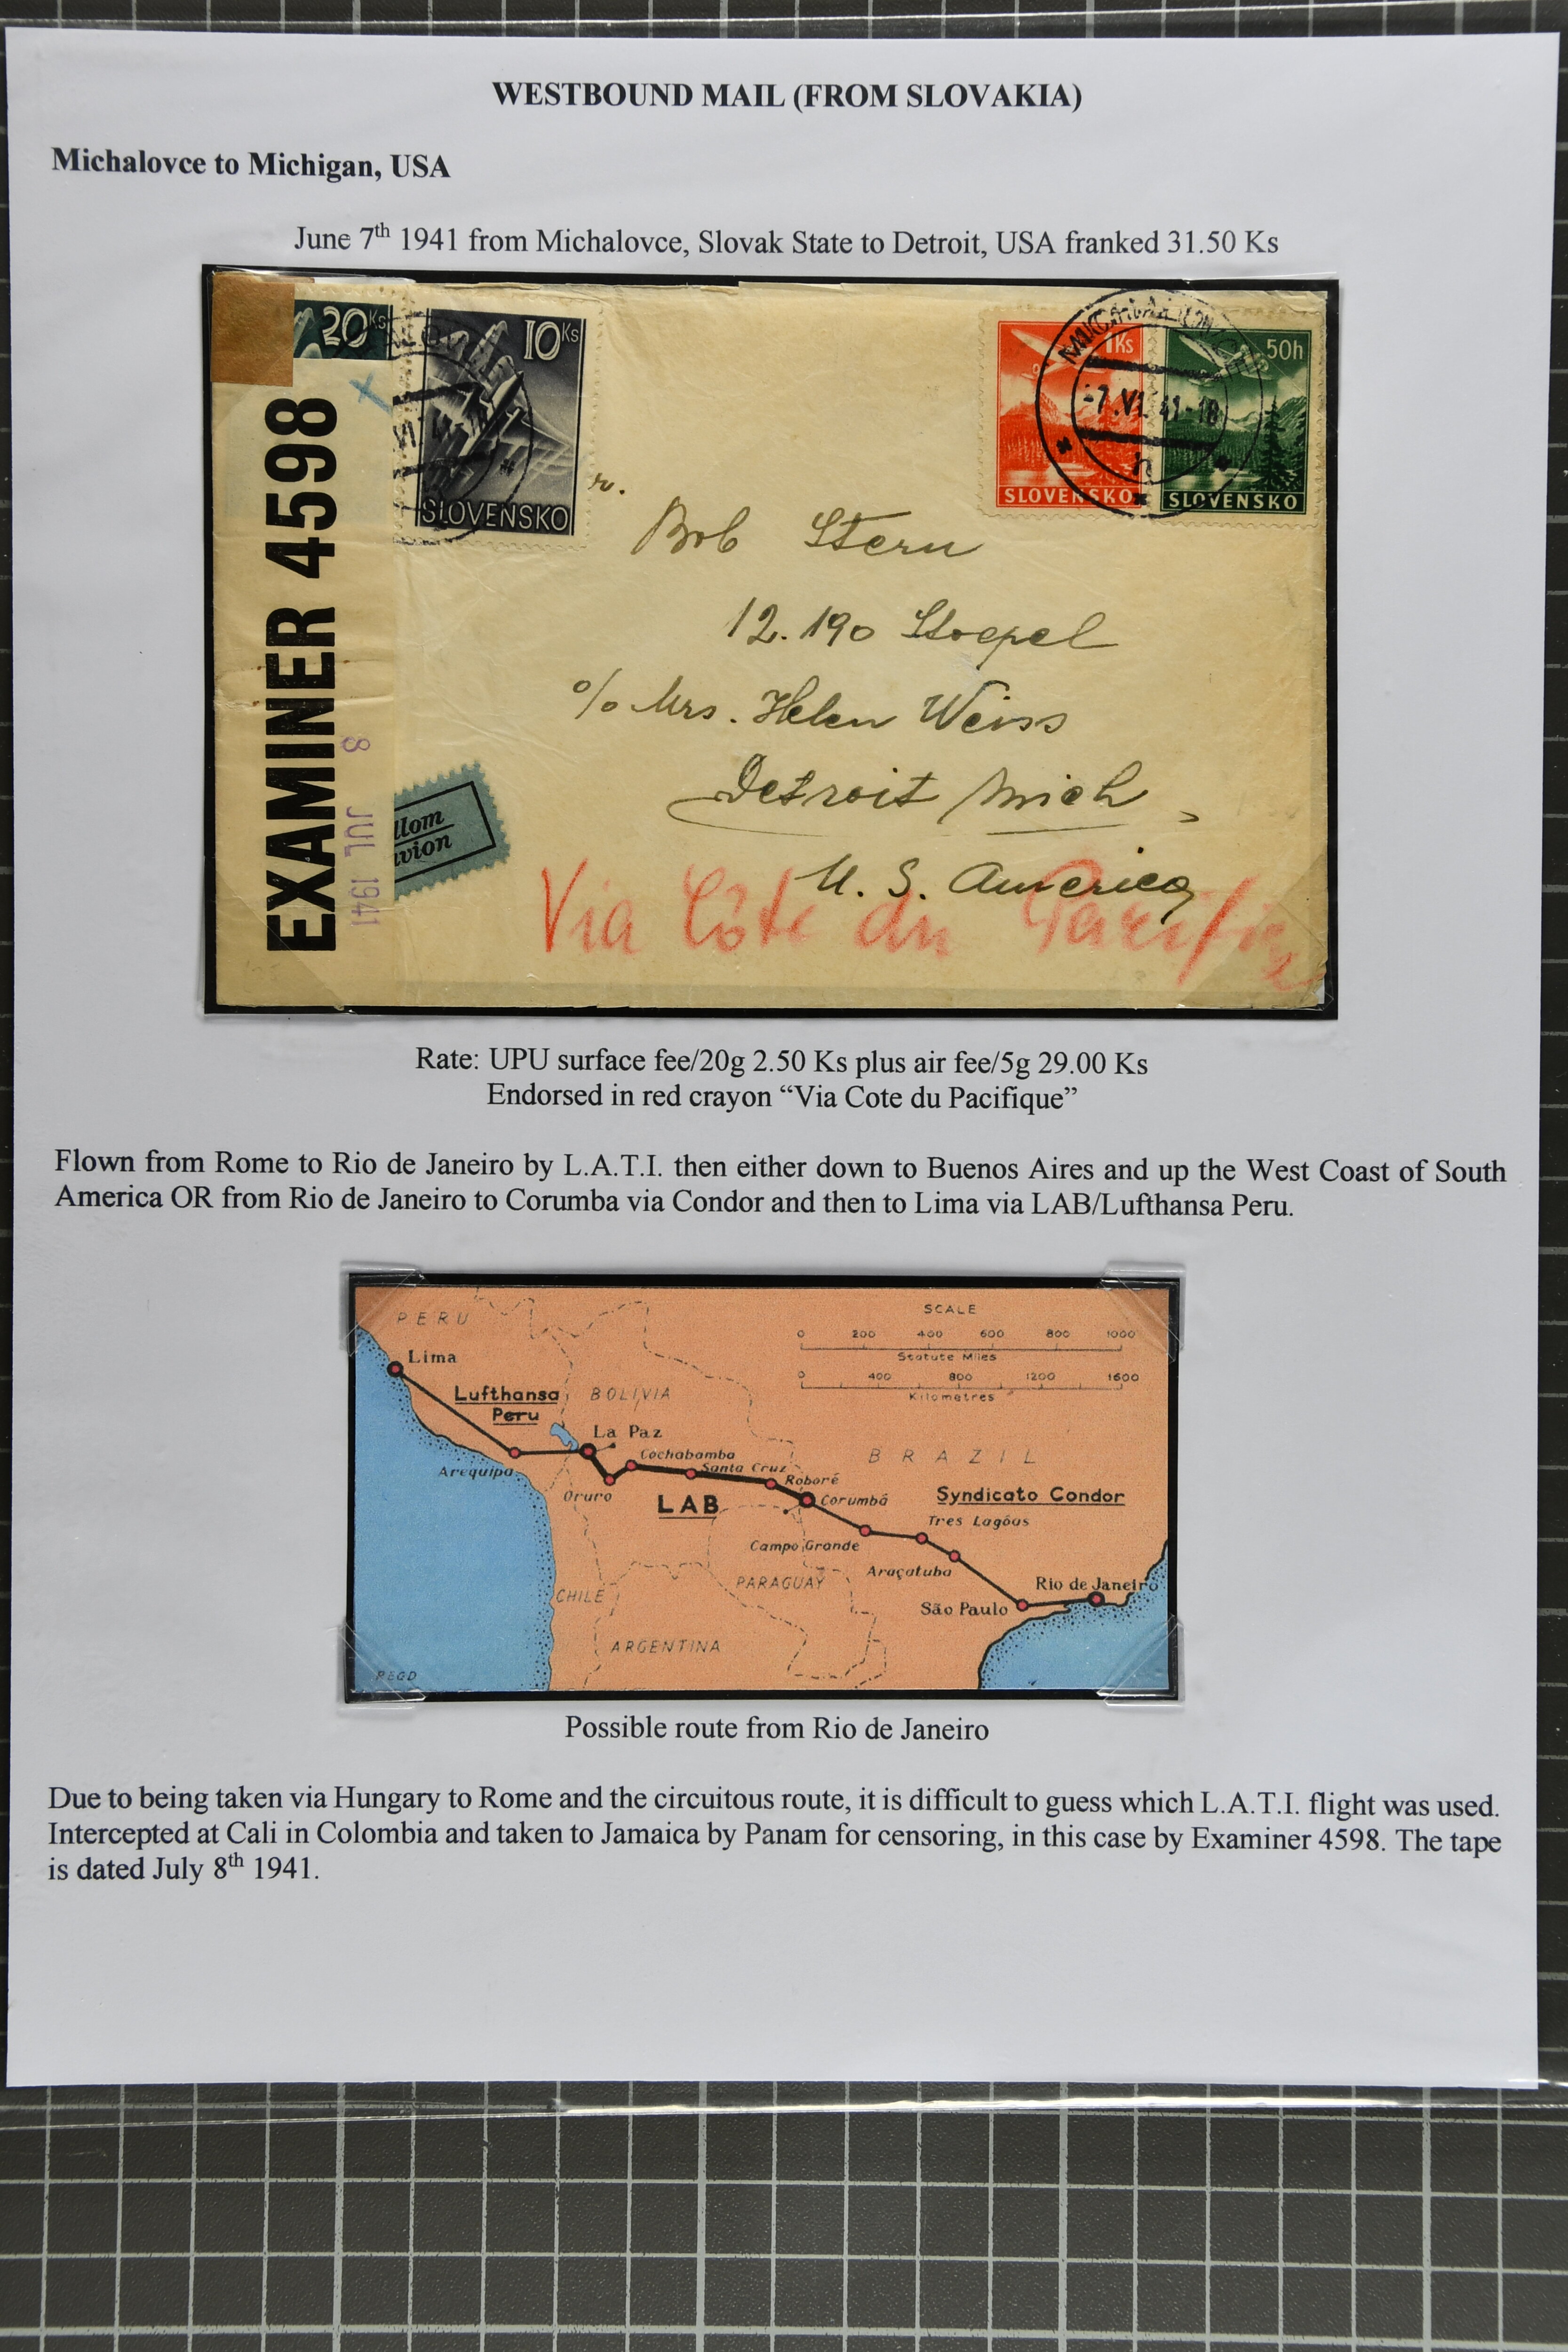 WESTBOUND MAIL (FROM SLOVAKIA)
Michalovce to Michigan, USA
June 7th 1941 from Michalovce, Slovak State to Detroit, USA franked 31.50 Ks
20 Ks
10 Ks
SLOVENSKO
1 Ks
SLOVENSKO
50h
SLOVENSKO
-7.VI.41-18
EXAMINER 4598
8 JUL 1941
llom
avion
Bob Stern
12.190 Stoepel
c/o Mrs. Helen Weiss
Detroit Mich
U. S. America
Via Côte du Pacifique
Rate: UPU surface fee/20g 2.50 Ks plus air fee/5g 29.00 Ks
Endorsed in red crayon “Via Cote du Pacifique”
Flown from Rome to Rio de Janeiro by L.A.T.I. then either down to Buenos Aires and up the West Coast of South
America OR from Rio de Janeiro to Corumba via Condor and then to Lima via LAB/Lufthansa Peru.
PERU
SCALE
0 200 400 600 800 1000
Statute Miles
0 400 800 1200 1600
Kilometres
Lima
Lufthansa
Peru
BOLIVIA
La Paz
Cochabamba
BRAZIL
Arequipa
Santa Cruz
Roboré
Oruro
LAB
Corumbá
Syndicato Condor
Tres Lagôas
Campo Grande
Araçatuba
CHILE
PARAGUAY
Rio de Janeiro
São Paulo
ARGENTINA
REGD
Possible route from Rio de Janeiro
Due to being taken via Hungary to Rome and the circuitous route, it is difficult to guess which L.A.T.I. flight was used.
Intercepted at Cali in Colombia and taken to Jamaica by Panam for censoring, in this case by Examiner 4598. The tape
is dated July 8th 1941.